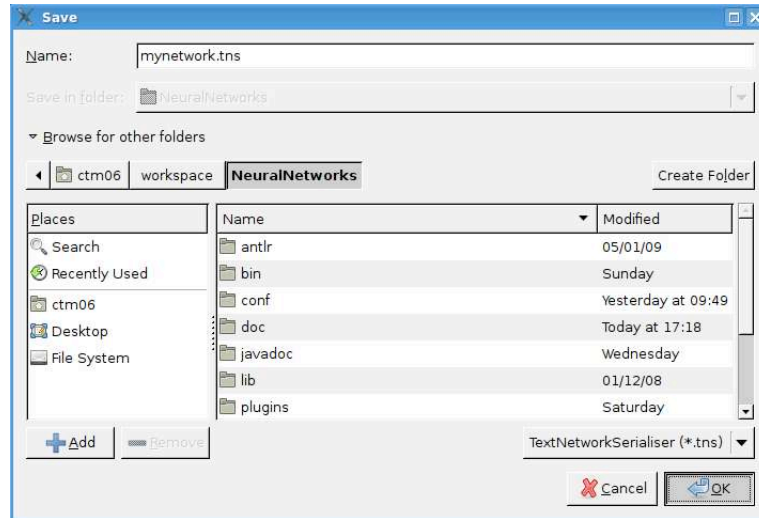 Save
Name: mynetwork.tns
Save in folder: NeuralNetworks
Browse for other folders
ctm06 workspace NeuralNetworks Create Folder
Places Name Modified
Search antlr 05/01/09
Recently Used bin Sunday
ctm06 conf Yesterday at 09:49
Desktop doc Today at 17:18
File System javadoc Wednesday
lib 01/12/08
plugins Saturday
Add Remove TextNetworkSerialiser (*.tns)
Cancel OK